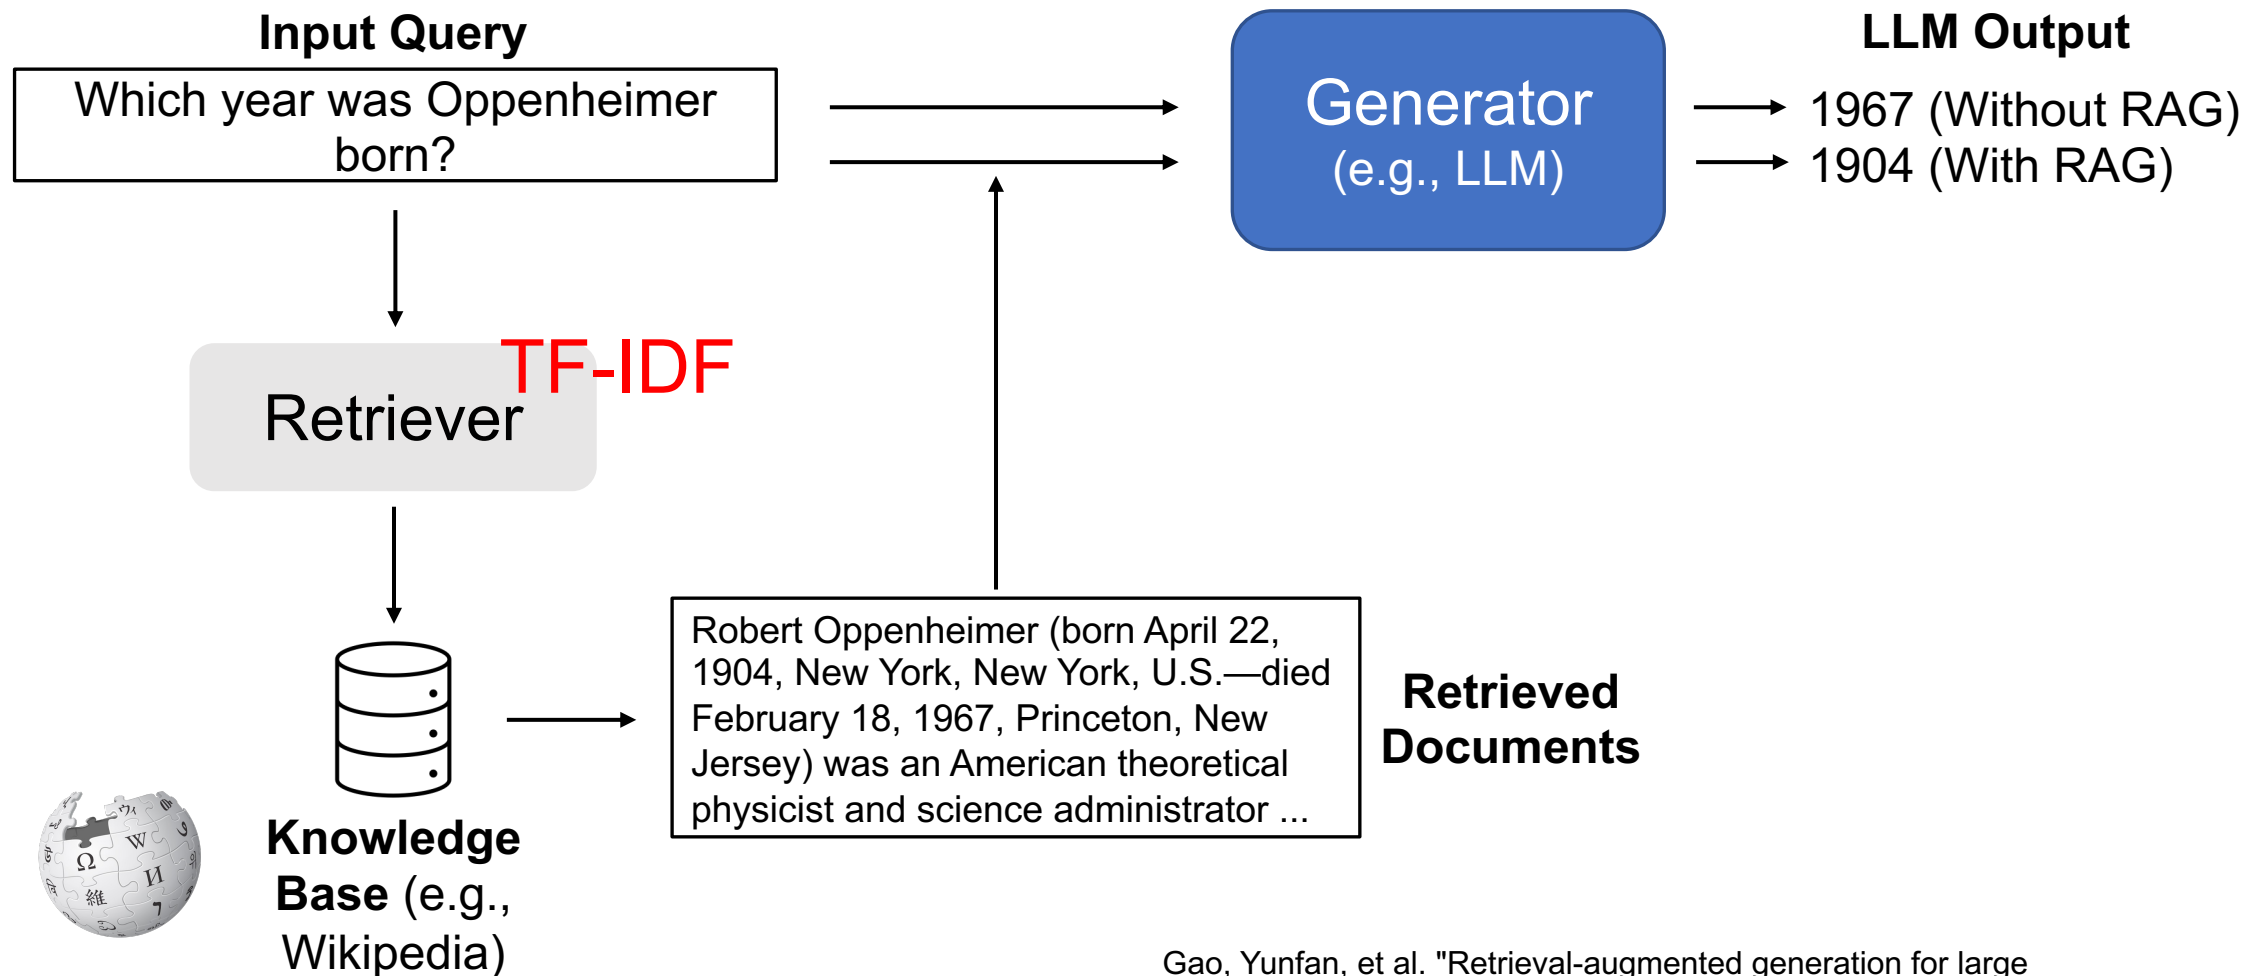 Input Query
Which year was Oppenheimer
born?
Generator
(e.g., LLM)
LLM Output
1967 (Without RAG)
1904 (With RAG)
TF-IDF
Retriever
Robert Oppenheimer (born April 22,
1904, New York, New York, U.S.—died
February 18, 1967, Princeton, New
Jersey) was an American theoretical
physicist and science administrator ...
Retrieved
Documents
Ω
W
И
維
7
Knowledge
Base (e.g.,
Wikipedia)
Gao, Yunfan, et al. "Retrieval-augmented generation for large